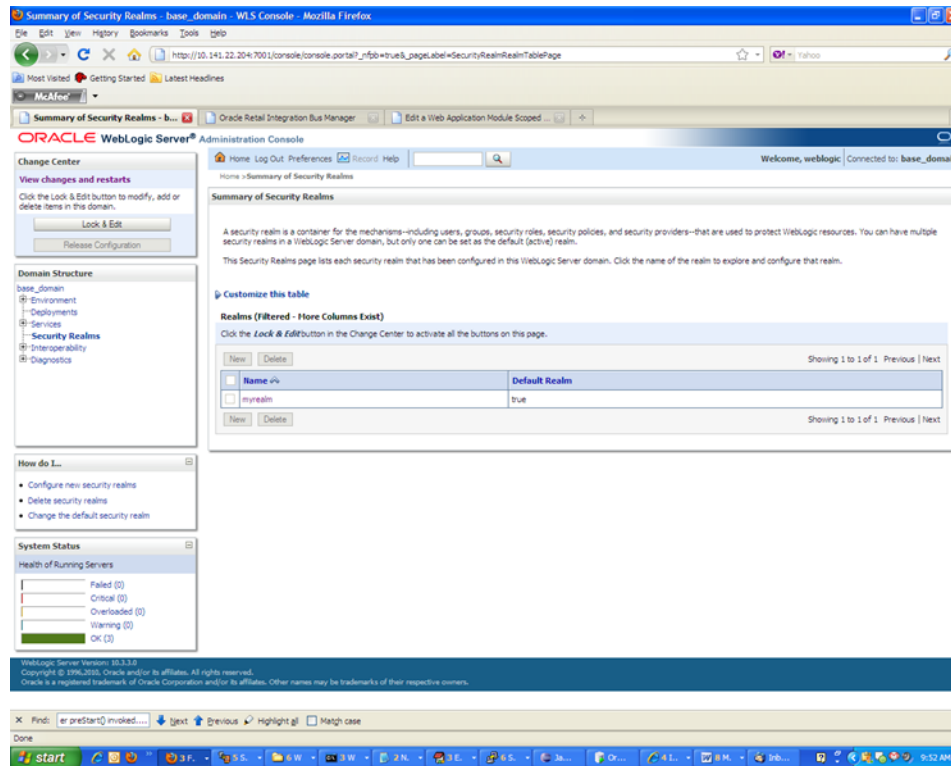 Summary of Security Realms - base_domain - WLS Console - Mozilla Firefox
File Edit View History Bookmarks Tools Help
http://10.141.22.204:7001/console/console.portal?_nfpb=true&_pageLabel=SecurityRealmRealmTablePage
Yahoo
Most Visited Getting Started Latest Headlines
McAfee
Summary of Security Realms - b... Oracle Retail Integration Bus Manager Edit a Web Application Module Scoped ...
ORACLE WebLogic Server® Administration Console
Change Center
View changes and restarts
Click the Lock & Edit button to modify, add or
delete items in this domain.
Lock & Edit
Release Configuration
Domain Structure
base_domain
Environment
Deployments
Services
Security Realms
Interoperability
Diagnostics
How do I...
Configure new security realms
Delete security realms
Change the default security realm
System Status
Health of Running Servers
Failed (0)
Critical (0)
Overloaded (0)
Warning (0)
OK (3)
Home Log Out Preferences Record Help
Welcome, weblogic Connected to: base_domai
Home >Summary of Security Realms
Summary of Security Realms
A security realm is a container for the mechanisms--including users, groups, security roles, security policies, and security providers--that are used to protect WebLogic resources. You can have multiple
security realms in a WebLogic Server domain, but only one can be set as the default (active) realm.
This Security Realms page lists each security realm that has been configured in this WebLogic Server domain. Click the name of the realm to explore and configure that realm.
Customize this table
Realms (Filtered - More Columns Exist)
Click the Lock & Edit button in the Change Center to activate all the buttons on this page.
New Delete Showing 1 to 1 of 1 Previous | Next
Name Default Realm
myrealm true
New Delete Showing 1 to 1 of 1 Previous | Next
WebLogic Server Version: 10.3.3.0
Copyright © 1996,2010, Oracle and/or its affiliates. All rights reserved.
Oracle is a registered trademark of Oracle Corporation and/or its affiliates. Other names may be trademarks of their respective owners.
Find: er preStart() invoked.... Next Previous Highlight all Match case
Done
start 3 F. 5 S. 6 W 3 W 2 N. 3 E. 6 S. Ja... Or... 4 I... 8 M. Inb... 9:52 AM